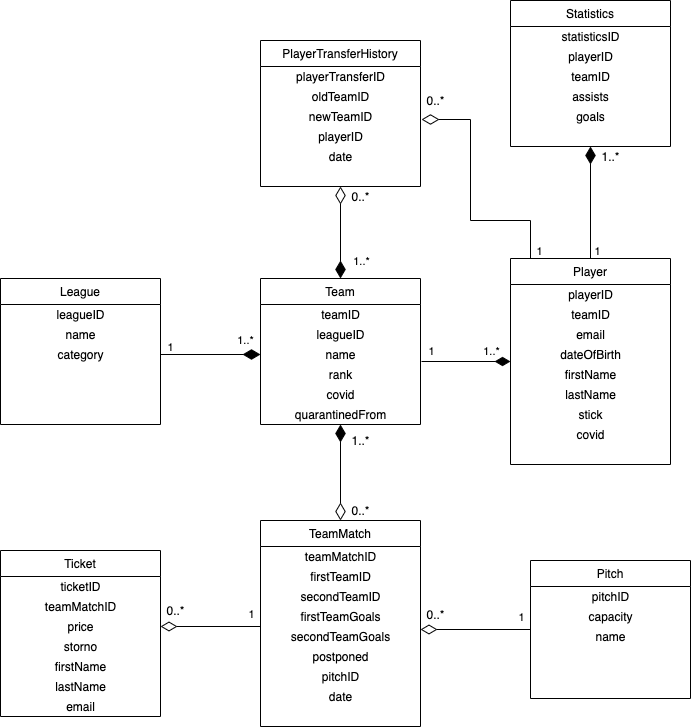 Statistics
statisticsID
playerID
teamID
assists
goals
PlayerTransferHistory
playerTransferID
oldTeamID
newTeamID
playerID
date
0..*
0..*
1..*
1..*
1
1
League
leagueID
name
category
1
1..*
Team
teamID
leagueID
name
rank
covid
quarantinedFrom
1
1..*
Player
playerID
teamID
email
dateOfBirth
firstName
lastName
stick
covid
1..*
0..*
Ticket
ticketID
teamMatchID
price
storno
firstName
lastName
email
0..*
1
TeamMatch
teamMatchID
firstTeamID
secondTeamID
firstTeamGoals
secondTeamGoals
postponed
pitchID
date
0..*
1
Pitch
pitchID
capacity
name